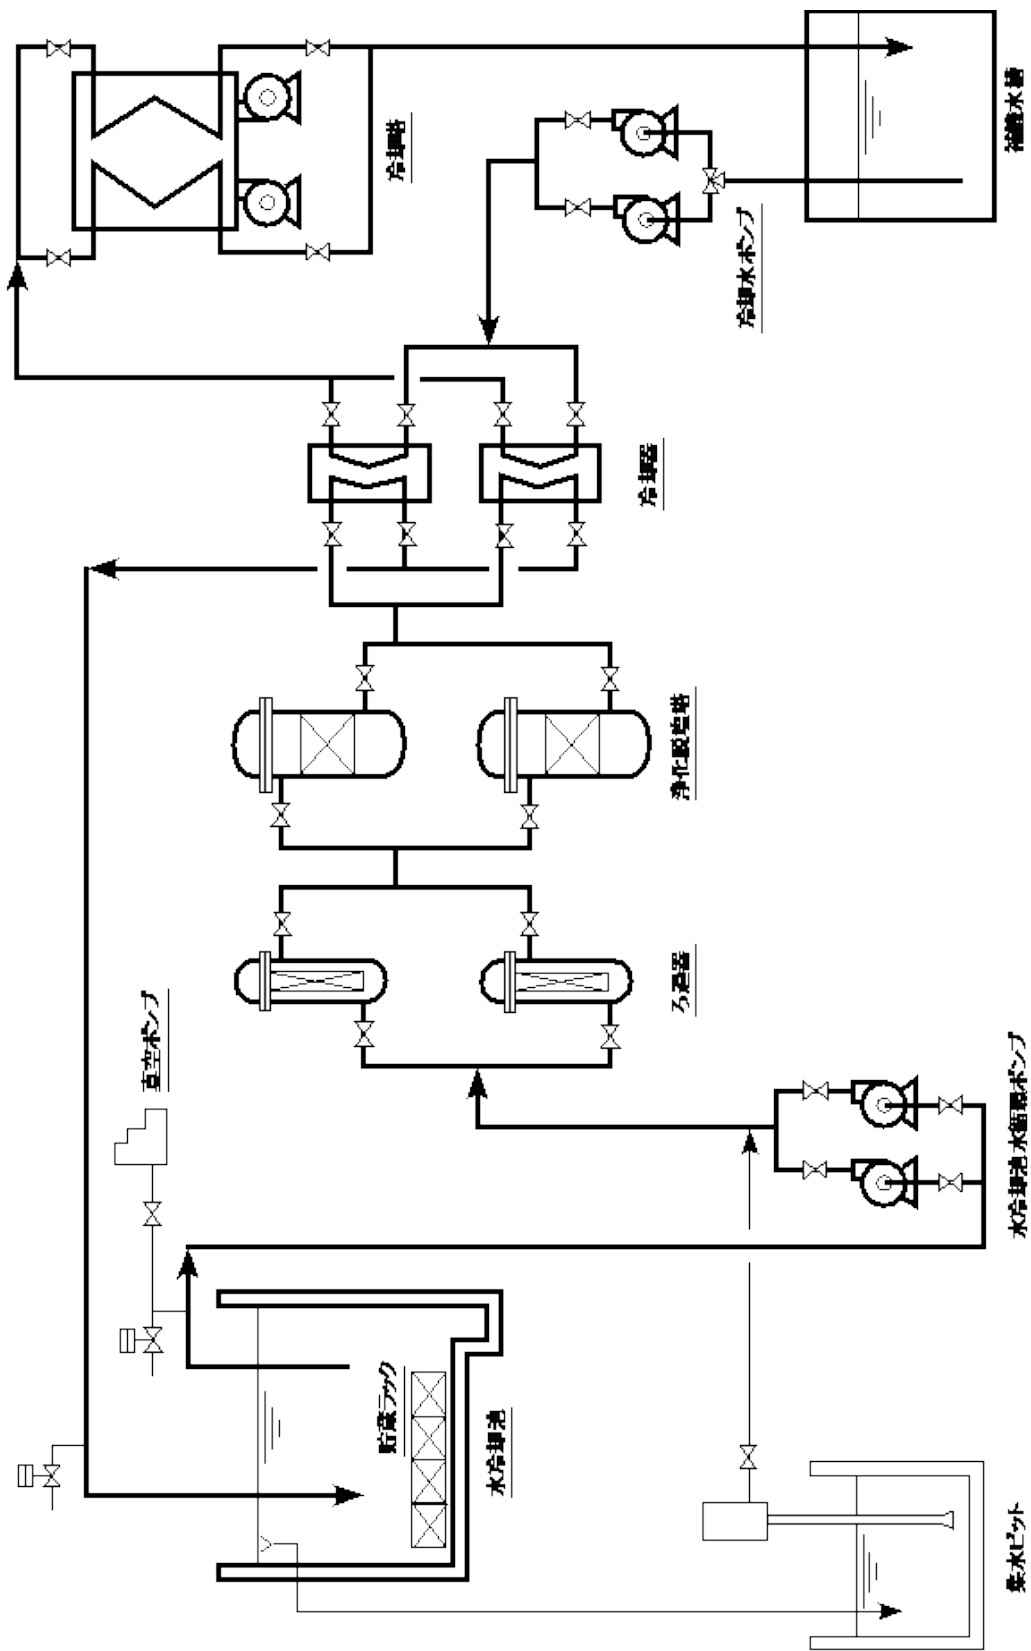 冷却塔
補機水槽
冷却水ポンプ
冷却器
浄化脱塩塔
ろ過器
真空ポンプ
水冷却池水循環ポンプ
貯蔵ラック
水冷却池
集水ピット